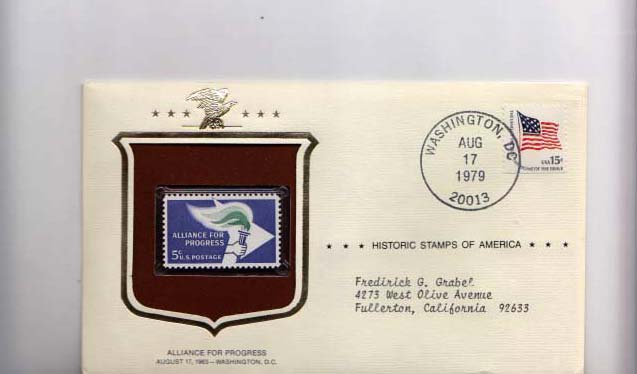 WASHINGTON, DC
AUG
17
1979
20013
USA 15c
ALLIANCE FOR
PROGRESS
5¢ U.S. POSTAGE
★ ★ ★ HISTORIC STAMPS OF AMERICA ★ ★ ★
Fredirick G. Grabel
4273 West Olive Avenue
Fullerton, California 92633
ALLIANCE FOR PROGRESS
AUGUST 17, 1963—WASHINGTON, D.C.